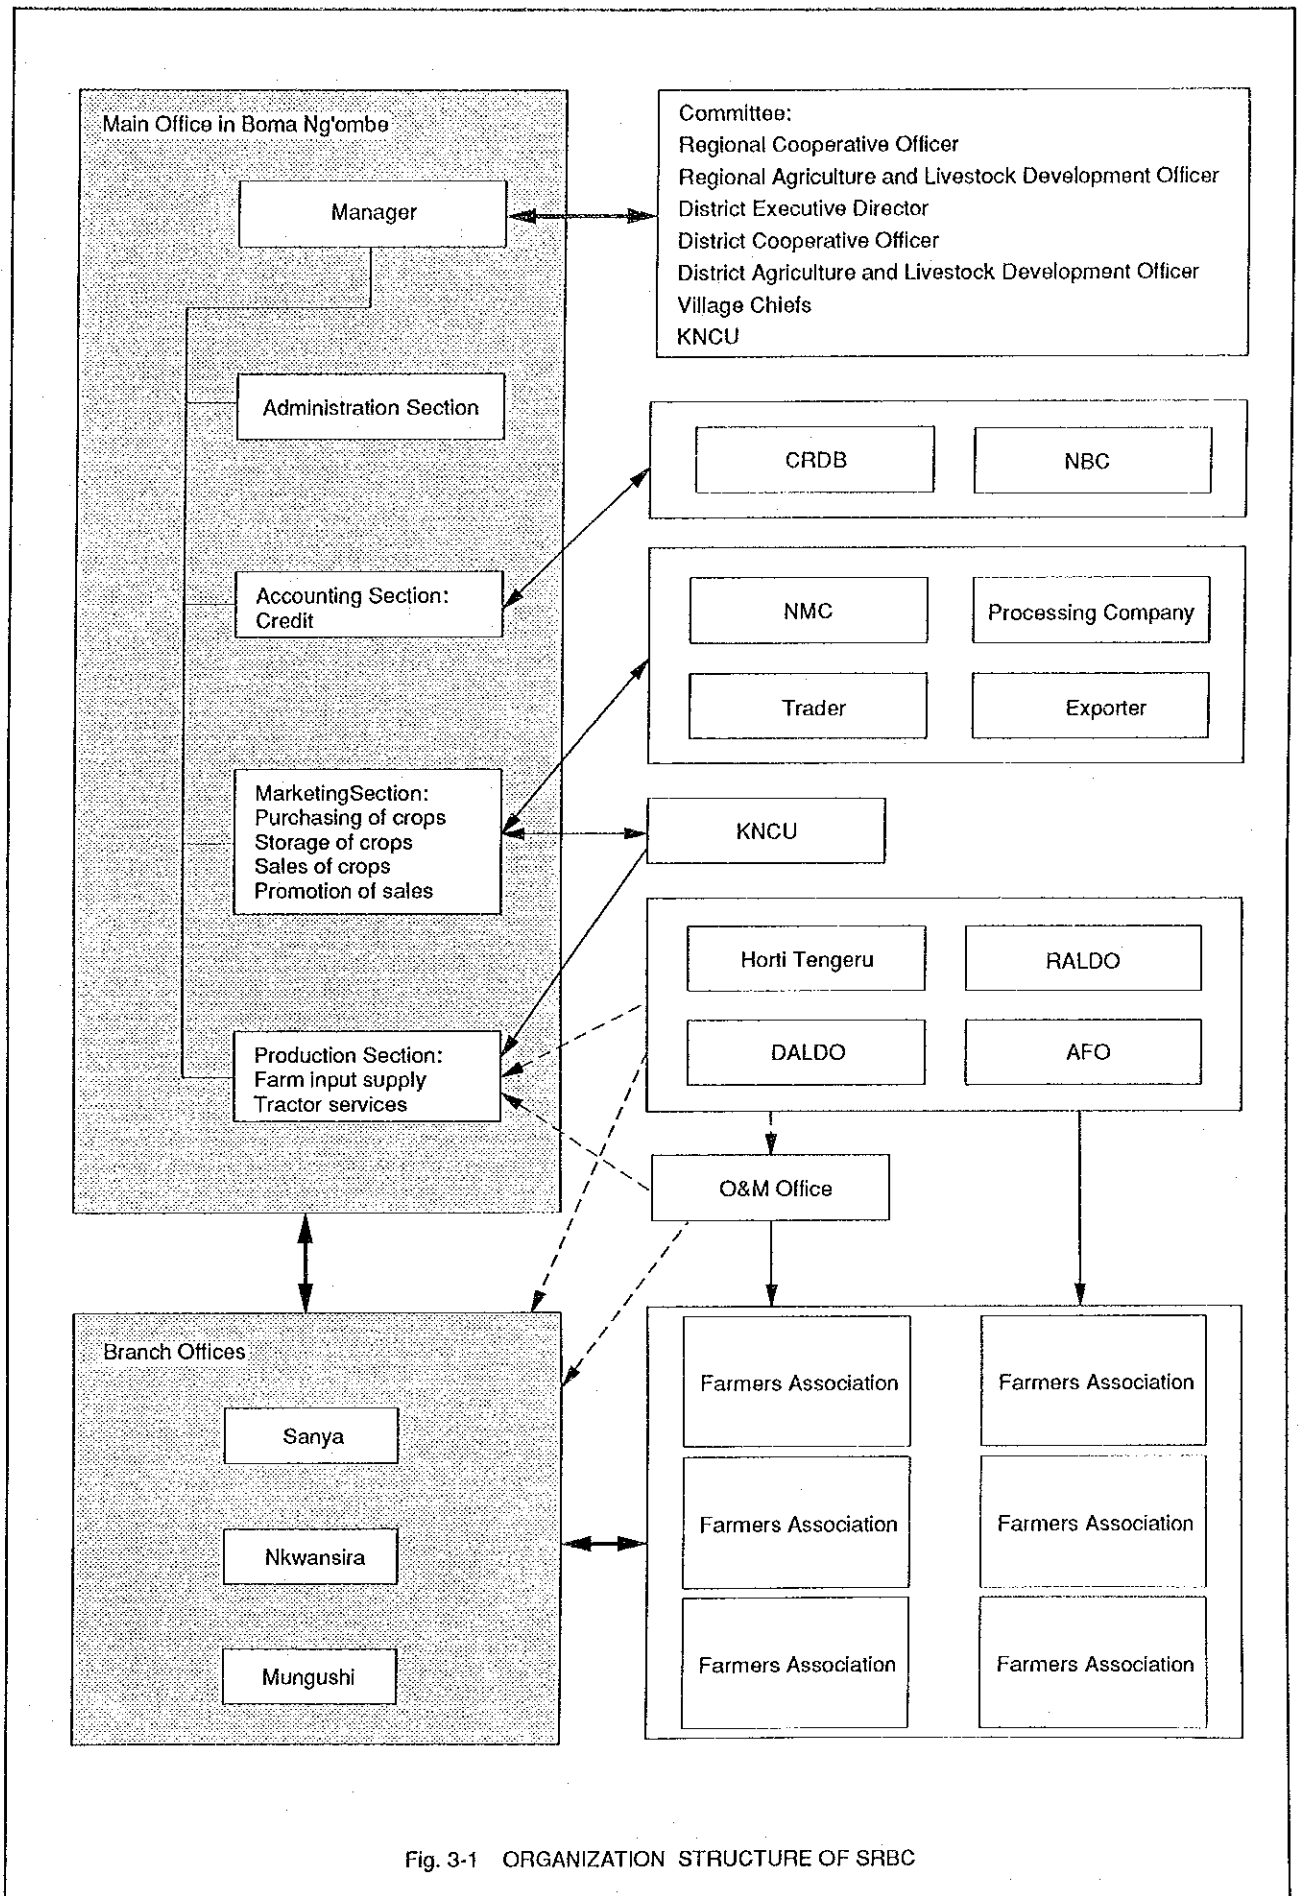 Main Office in Boma Ng'ombe
Manager
Administration Section
Accounting Section:
Credit
MarketingSection:
Purchasing of crops
Storage of crops
Sales of crops
Promotion of sales
Production Section:
Farm input supply
Tractor services
Committee:
Regional Cooperative Officer
Regional Agriculture and Livestock Development Officer
District Executive Director
District Cooperative Officer
District Agriculture and Livestock Development Officer
Village Chiefs
KNCU
CRDB
NBC
NMC
Processing Company
Trader
Exporter
KNCU
Horti Tengeru
RALDO
DALDO
AFO
O&M Office
Branch Offices
Sanya
Nkwansira
Mungushi
Farmers Association
Farmers Association
Farmers Association
Farmers Association
Farmers Association
Farmers Association
Fig. 3-1 ORGANIZATION STRUCTURE OF SRBC